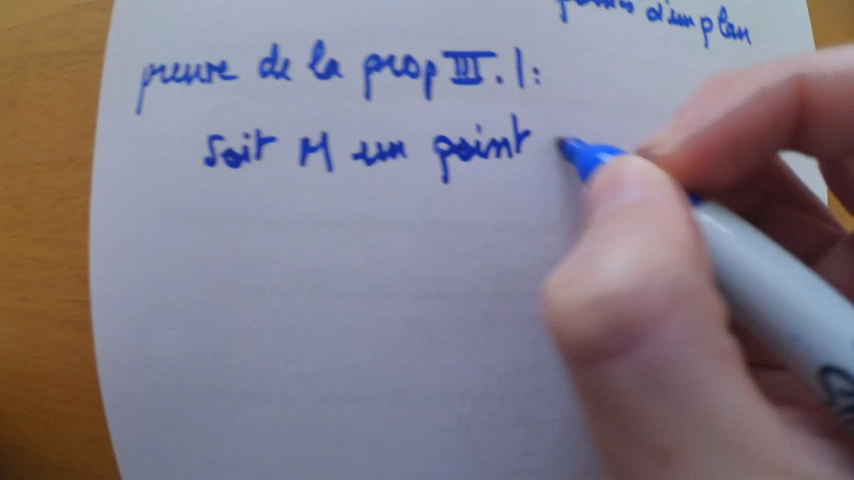 d'un plan
preuve de la prop III.1:
Soit M un point